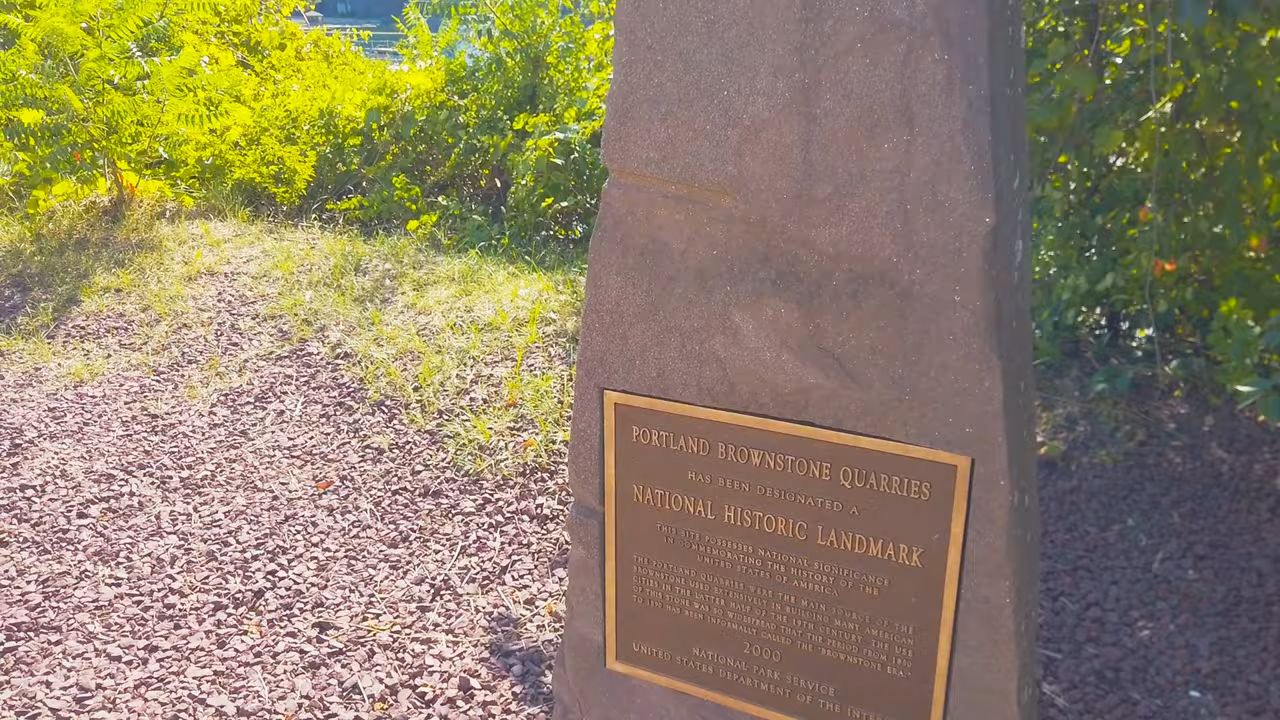 PORTLAND BROWNSTONE QUARRIES
HAS BEEN DESIGNATED A
NATIONAL HISTORIC LANDMARK
THIS SITE POSSESSES NATIONAL SIGNIFICANCE
IN COMMEMORATING THE HISTORY OF THE
UNITED STATES OF AMERICA
THE PORTLAND QUARRIES WERE THE MAIN SOURCE OF THE
BROWNSTONE USED EXTENSIVELY IN BUILDING MANY AMERICAN
CITIES IN THE LATTER HALF OF THE 19TH CENTURY. THE USE
OF THIS STONE WAS SO WIDESPREAD THAT THE PERIOD FROM
TO 1890 HAS BEEN INFORMALLY CALLED THE "BROWNSTONE ERA."
2000
NATIONAL PARK SERVICE
UNITED STATES DEPARTMENT OF THE INTE